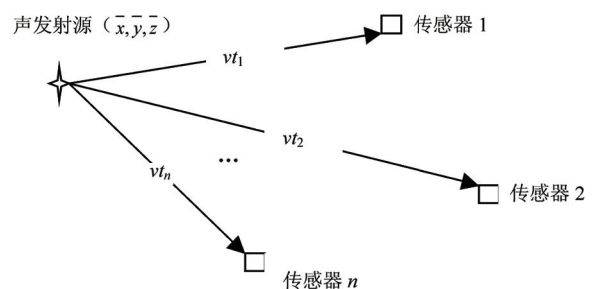 声发射源（x̅, y̅, z̅）
传感器 1
vt₁
vt₂
...
vtₙ
传感器 2
传感器 n